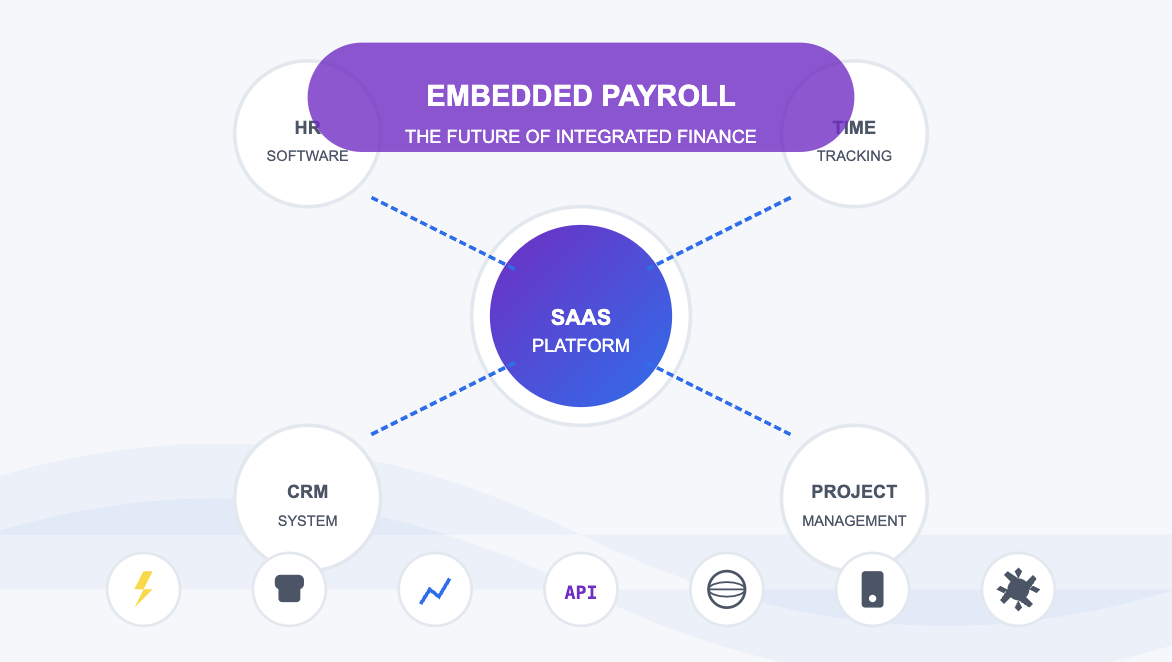 EMBEDDED PAYROLL
THE FUTURE OF INTEGRATED FINANCE
HR
SOFTWARE
TIME
TRACKING
SAAS
PLATFORM
CRM
SYSTEM
PROJECT
MANAGEMENT
API